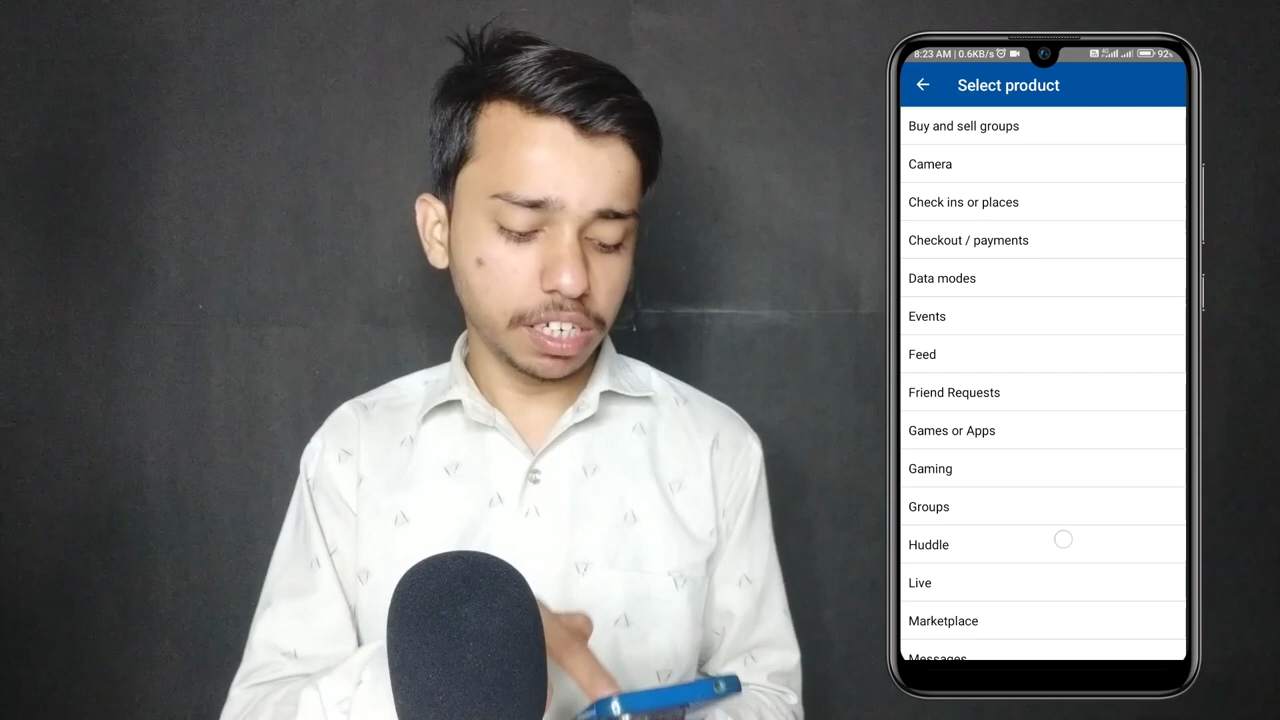 8:23 AM | 0.6KB/s 92%
Select product
Buy and sell groups
Camera
Check ins or places
Checkout / payments
Data modes
Events
Feed
Friend Requests
Games or Apps
Gaming
Groups
Huddle
Live
Marketplace
Messages